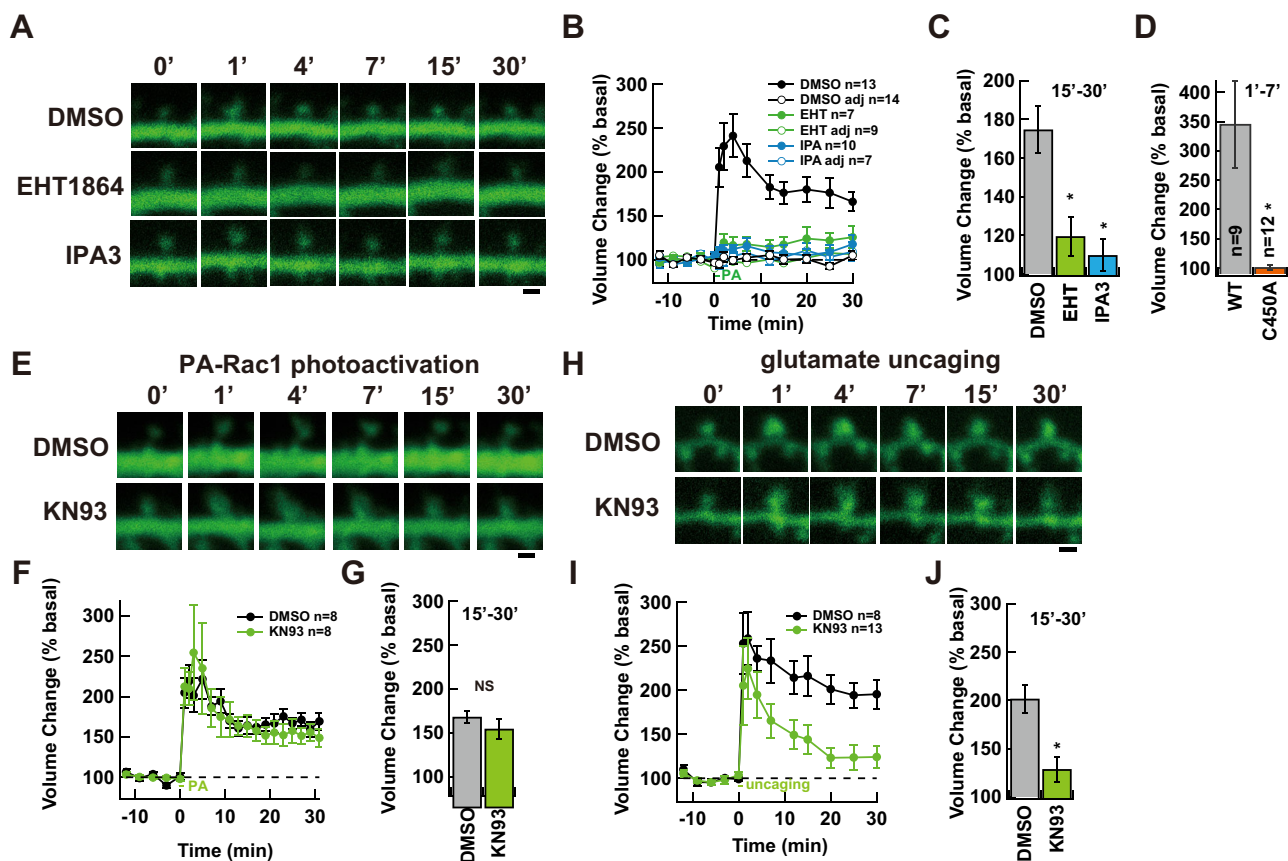 A
0’ 1’ 4’ 7’ 15’ 30’
DMSO
EHT1864
IPA3
B
Volume Change (% basal)
300
250
200
150
100
DMSO n=13
DMSO adj n=14
EHT n=7
EHT adj n=9
IPA n=10
IPA adj n=7
PA
-10 0 10 20 30
Time (min)
C
Volume Change (% basal)
200
180
160
140
120
100
15’-30’
*
*
DMSO
EHT
IPA3
D
Volume Change (% basal)
400
350
300
250
200
150
100
1’-7’
n=9
n=12 *
WT
C450A
E
PA-Rac1 photoactivation
0’ 1’ 4’ 7’ 15’ 30’
DMSO
KN93
H
glutamate uncaging
0’ 1’ 4’ 7’ 15’ 30’
DMSO
KN93
F
Volume Change (% basal)
300
250
200
150
100
DMSO n=8
KN93 n=8
PA
-10 0 10 20 30
Time (min)
G
Volume Change (% basal)
300
250
200
150
100
15’-30’
NS
DMSO
KN93
I
Volume Change (% basal)
300
250
200
150
100
DMSO n=8
KN93 n=13
uncaging
-10 0 10 20 30
Time (min)
J
Volume Change (% basal)
300
250
200
150
100
15’-30’
*
DMSO
KN93